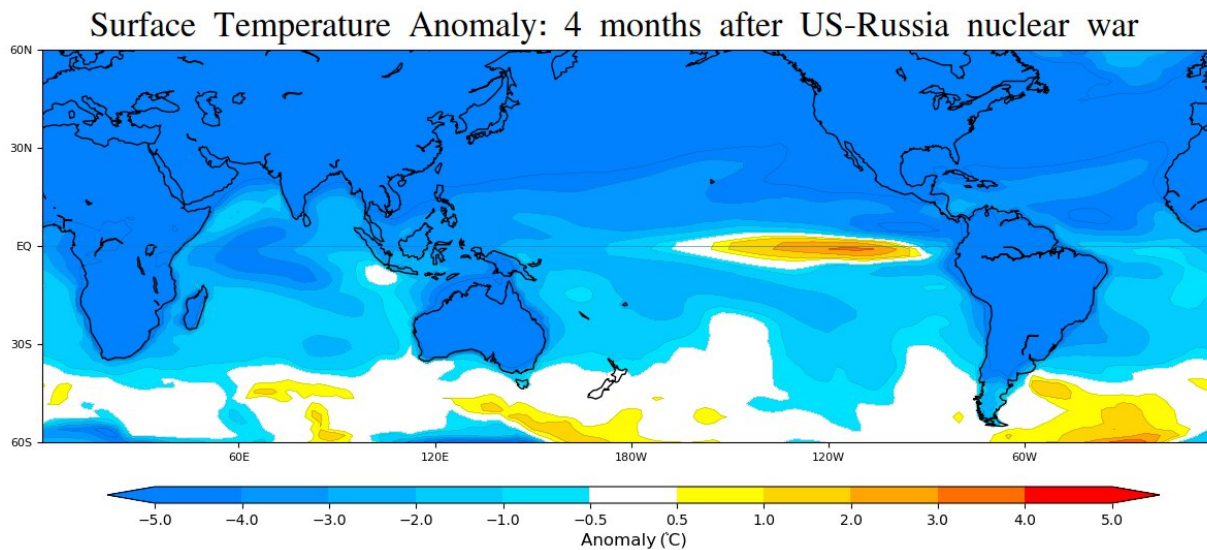 Surface Temperature Anomaly: 4 months after US-Russia nuclear war
60N
30N
EQ
30S
60S
60E 120E 180W 120W 60W
−5.0 −4.0 −3.0 −2.0 −1.0 −0.5 0.5 1.0 2.0 3.0 4.0 5.0
Anomaly (°C)